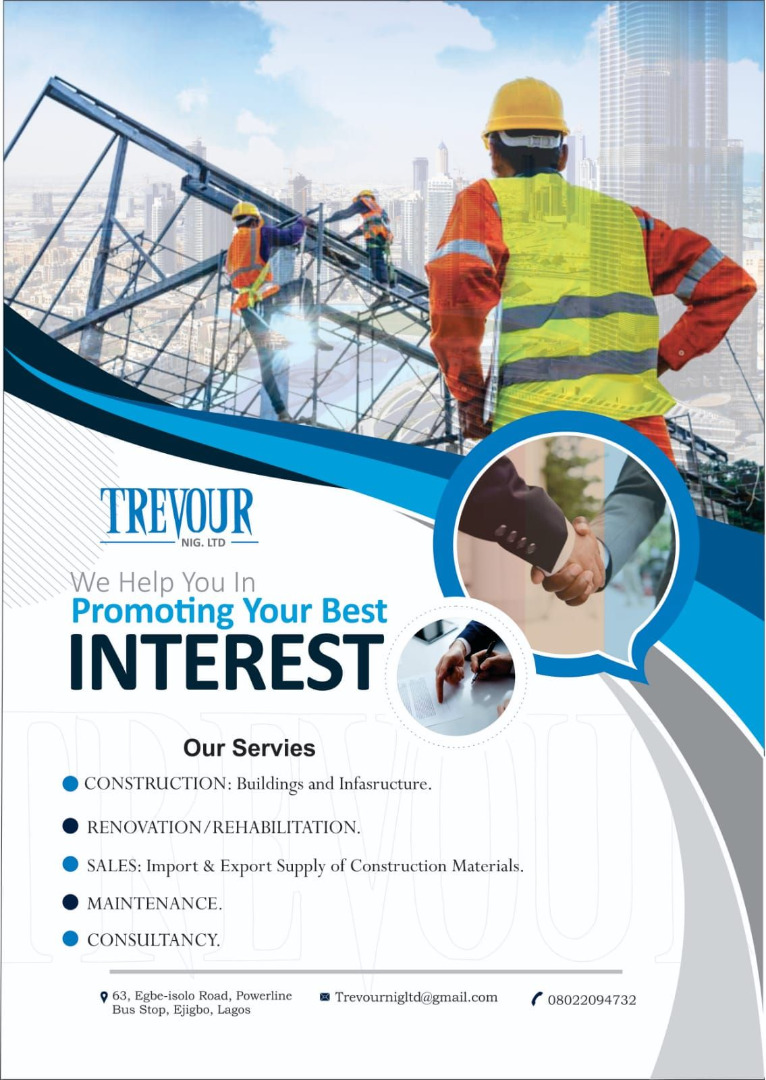 TREVOUR
NIG. LTD
We Help You In
Promoting Your Best
INTEREST
Our Servies
CONSTRUCTION: Buildings and Infasructure.
RENOVATION/REHABILITATION.
SALES: Import & Export Supply of Construction Materials.
MAINTENANCE.
CONSULTANCY.
63, Egbe-isolo Road, Powerline
Bus Stop, Ejigbo, Lagos
Trevournigltd@gmail.com
08022094732
TREVOUR